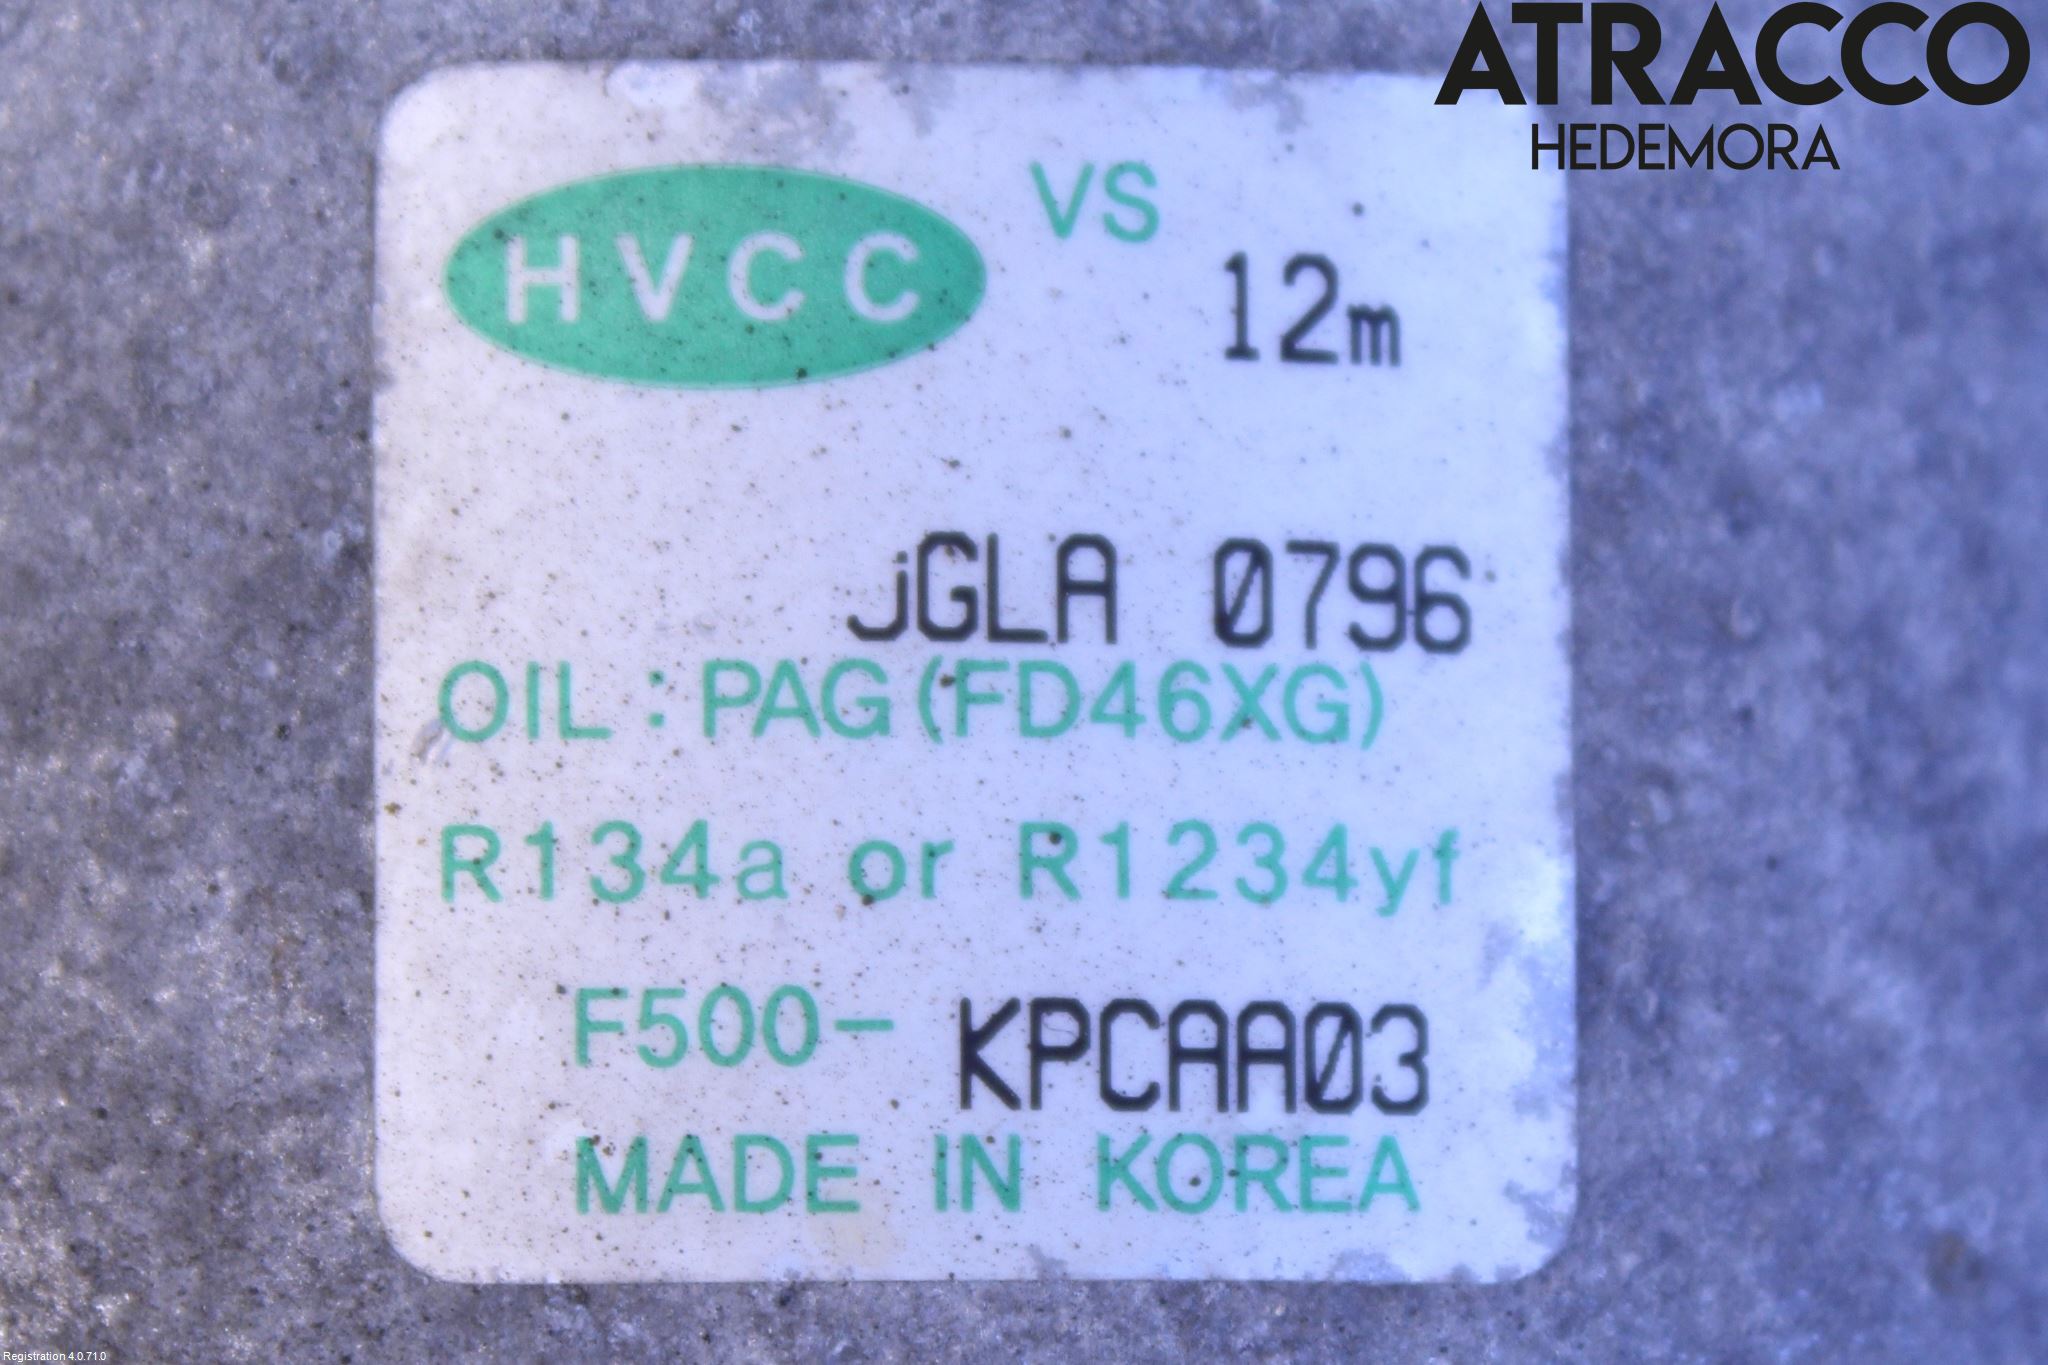 ATRACCO
HEDEMORA
HVCC VS
12m
jGLA 0796
OIL : PAG (FD46XG)
R134a or R1234yf
F500- KPCAA03
MADE IN KOREA
Registration 4.0.71.0